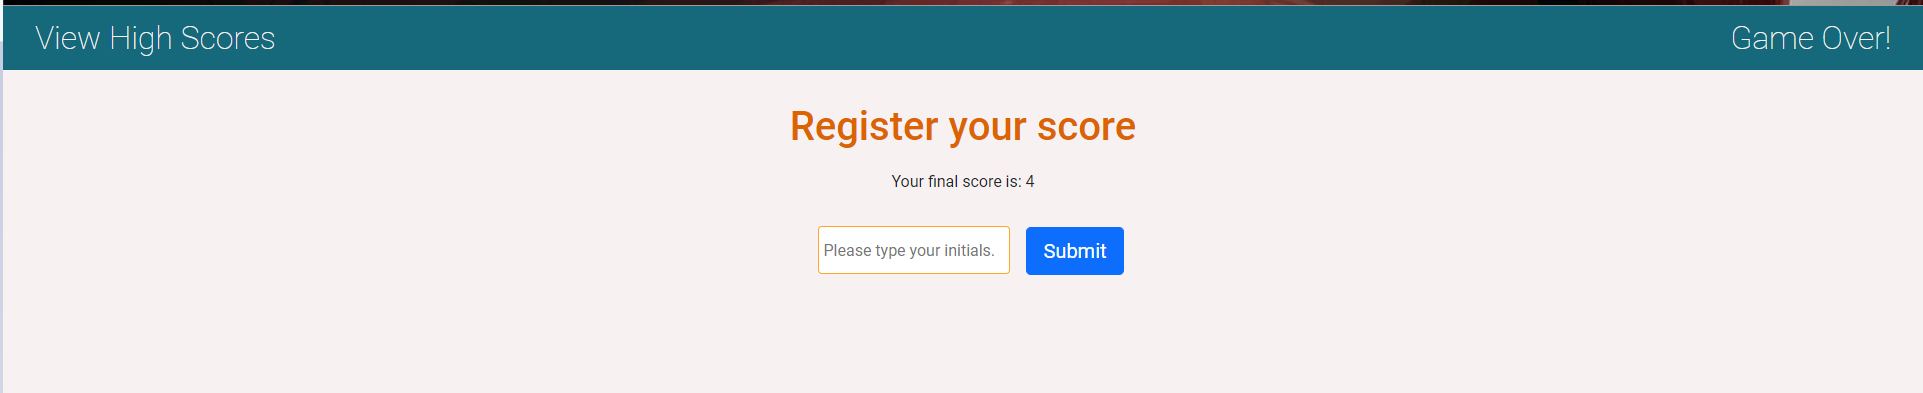 View High Scores
Game Over!
Register your score
Your final score is: 4
Please type your initials.
Submit